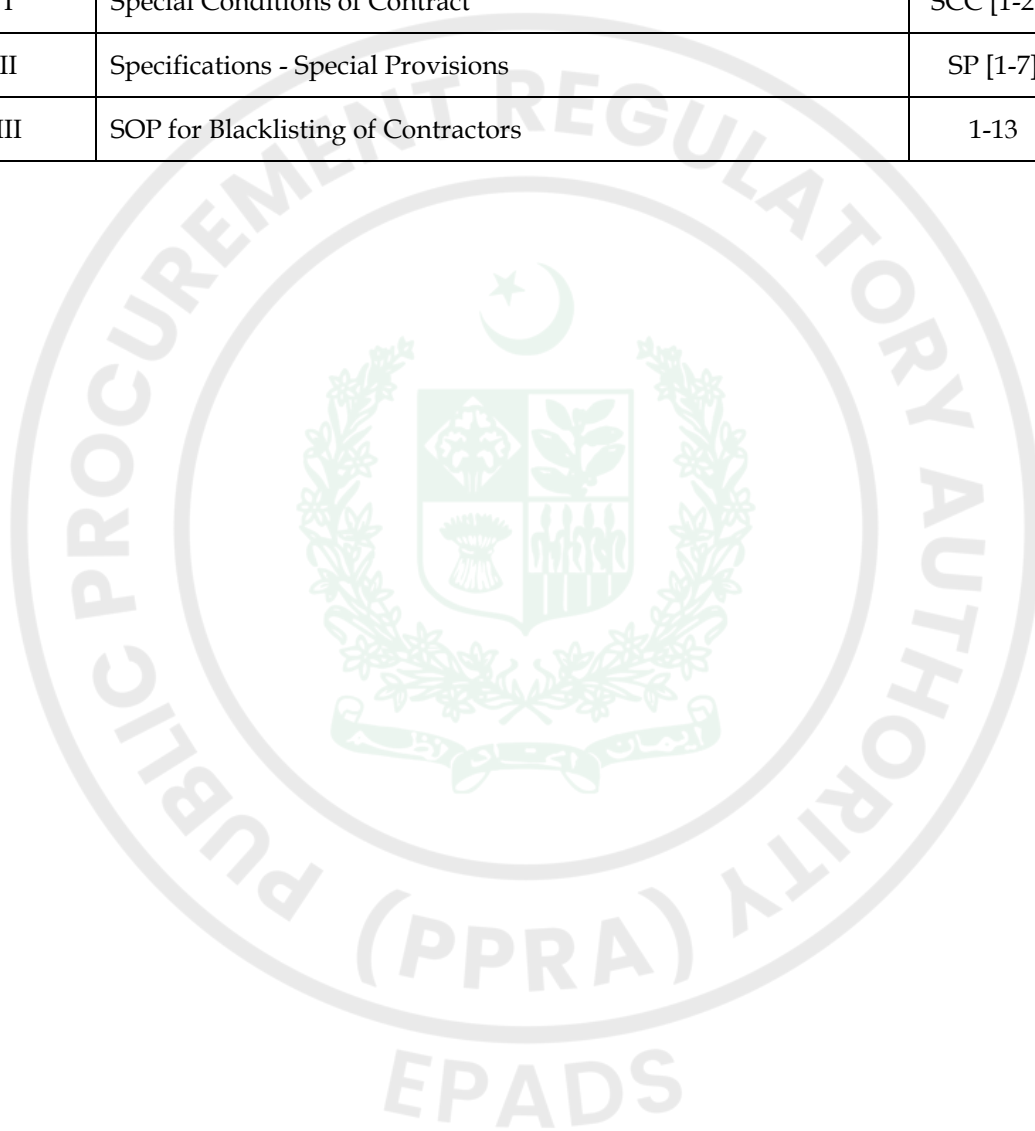 I Special Conditions of Contract SCC [1-2
II Specifications - Special Provisions SP [1-7]
III SOP for Blacklisting of Contractors 1-13
PUBLIC PROCUREMENT REGULATORY AUTHORITY
(PPRA)
EPADS